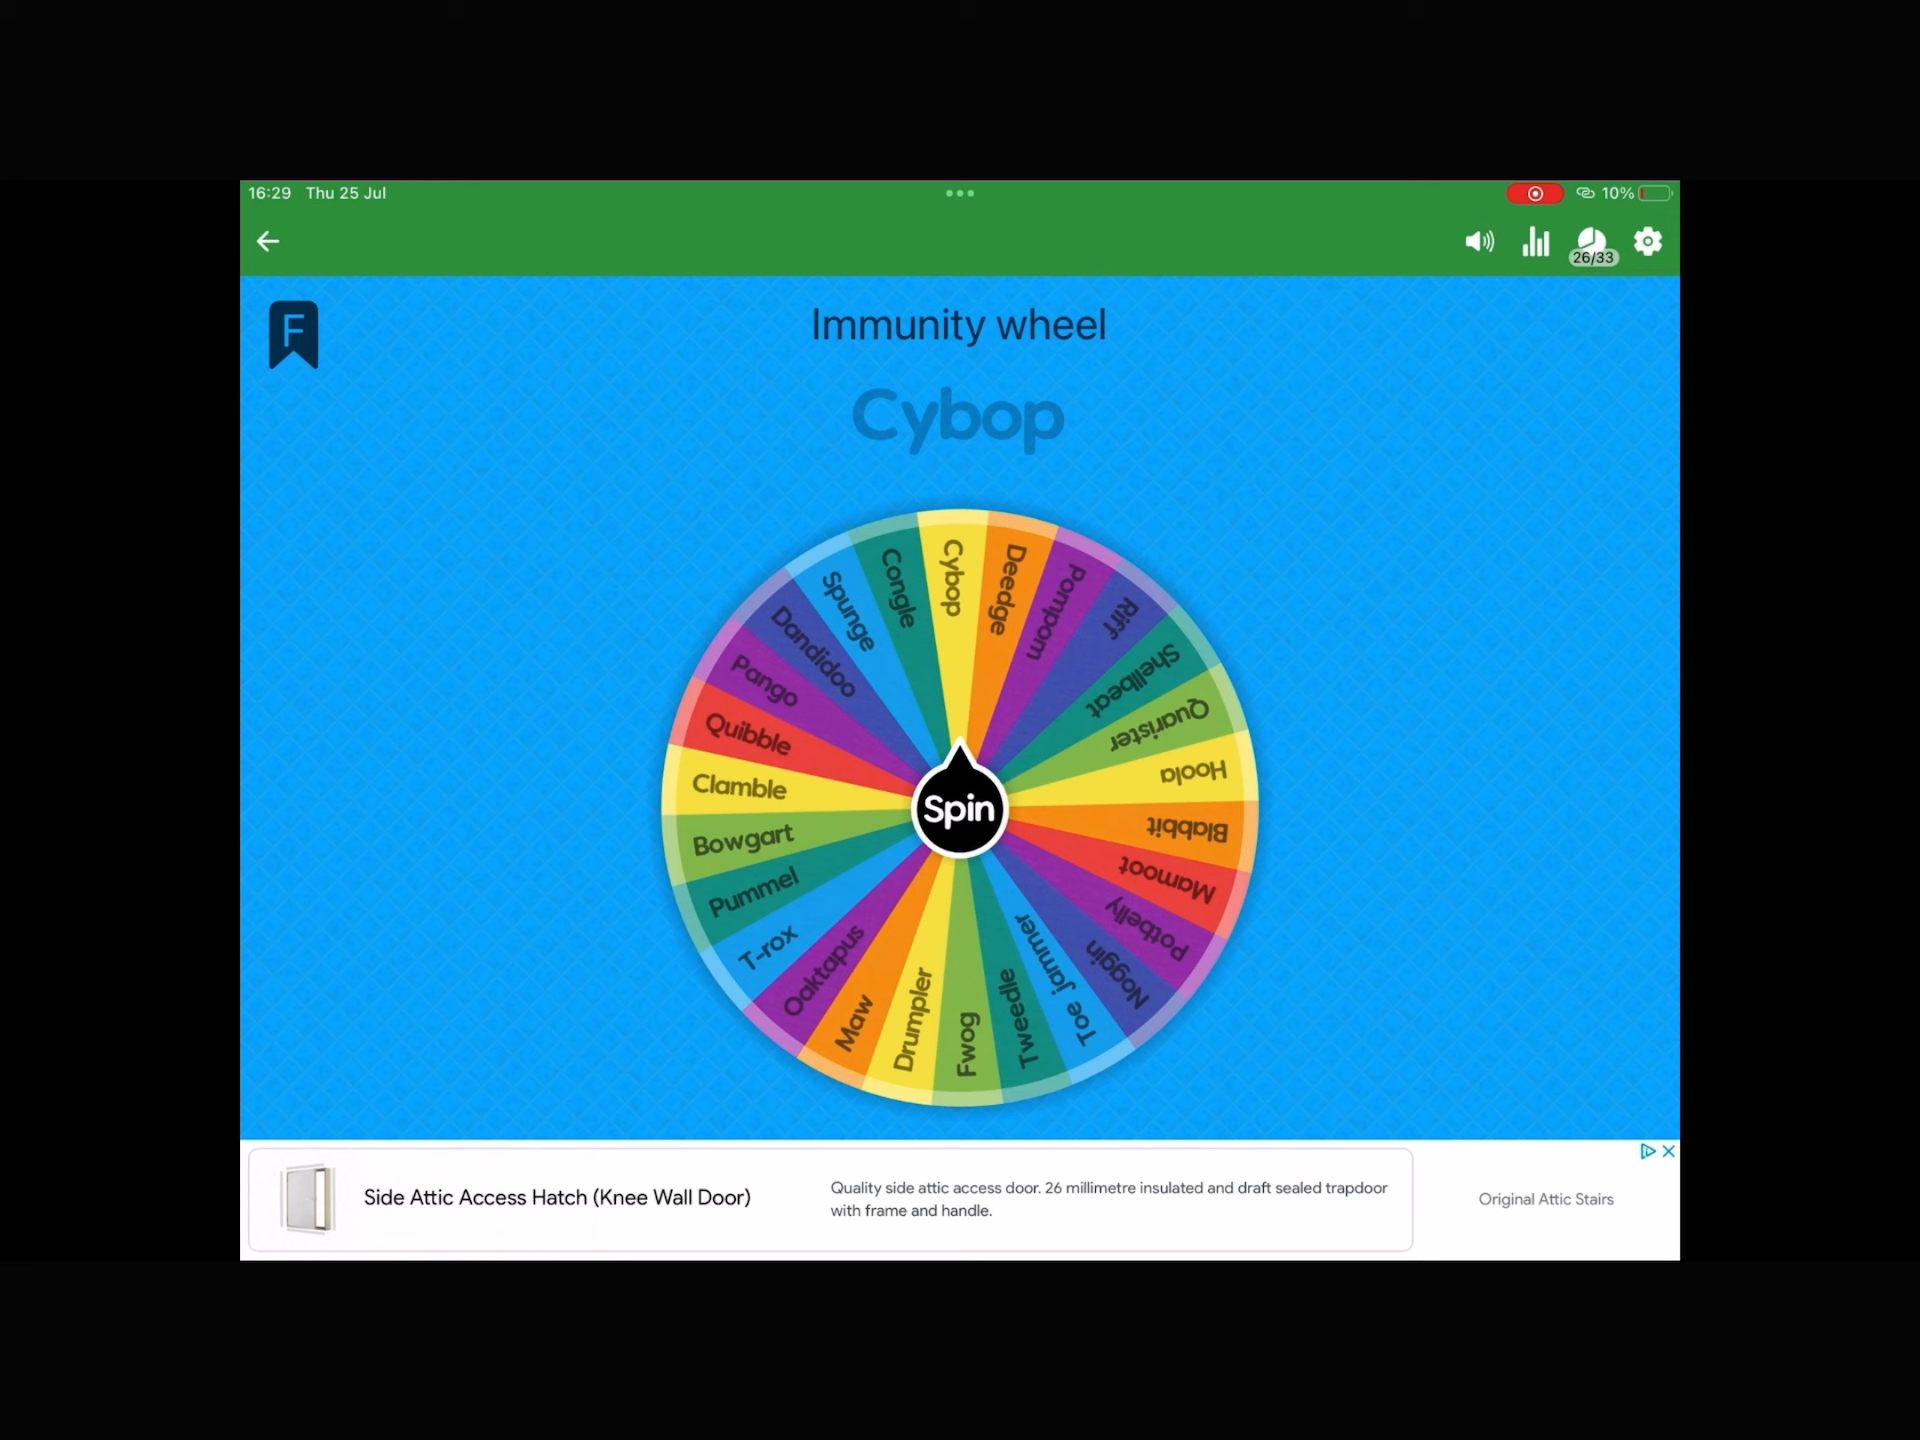 16:29 Thu 25 Jul
10%
26/33
F
Immunity wheel
Cybop
Cybop
Deedge
Pompom
Riff
Shellbeat
Quarister
Hoola
Blabbit
Mamoot
Potbelly
Noggin
Toe jammer
Tweedle
Fwog
Drumpler
Maw
Oaktapus
T-rox
Pummel
Bowgart
Clamble
Quibble
Pango
Dandidoo
Spunge
Congle
Spin
Side Attic Access Hatch (Knee Wall Door)
Quality side attic access door. 26 millimetre insulated and draft sealed trapdoor
with frame and handle.
Original Attic Stairs